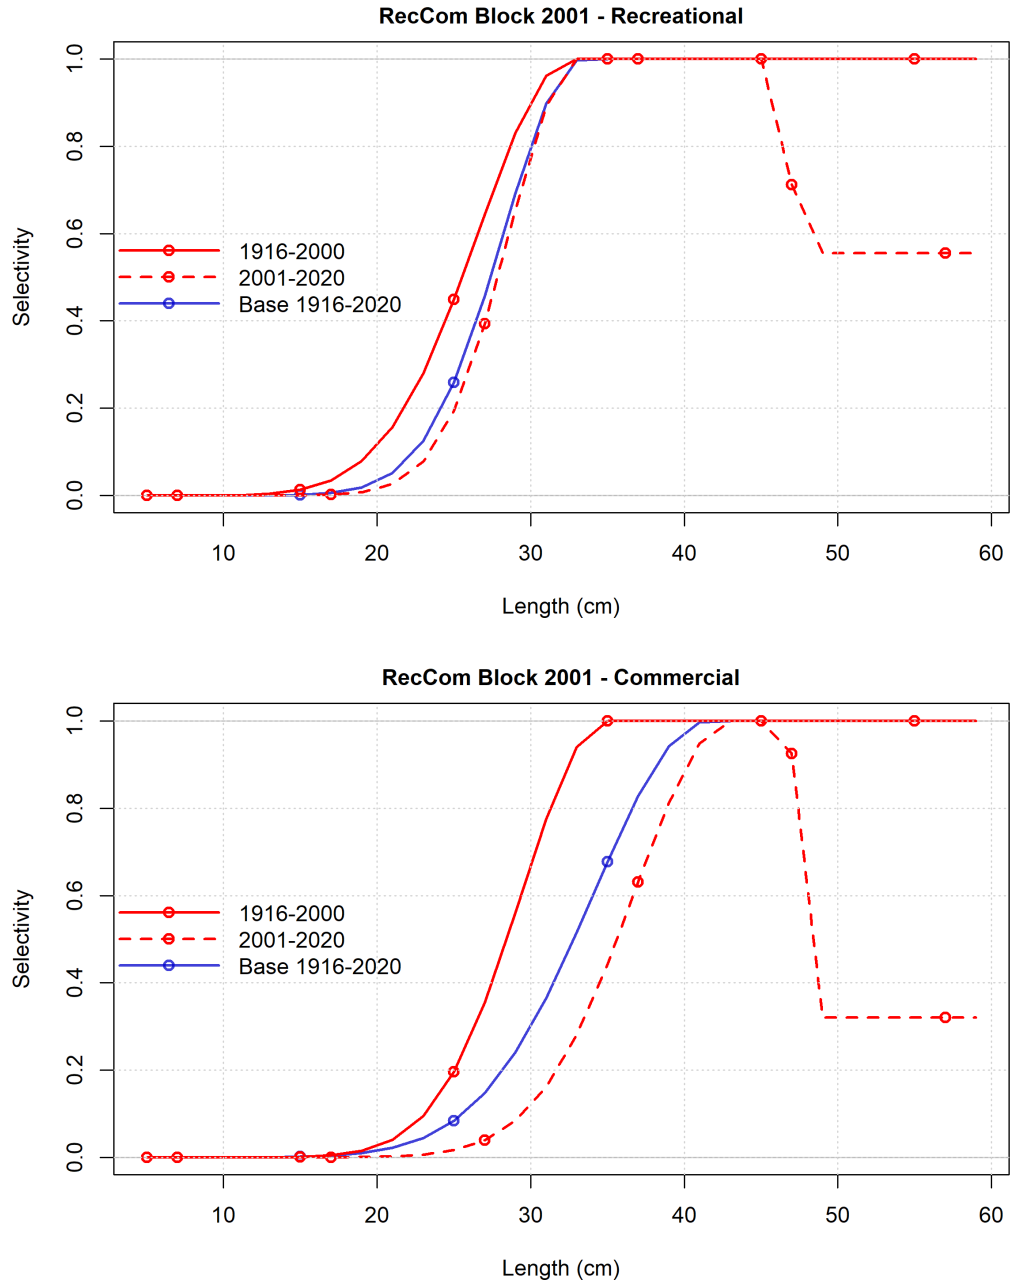 RecCom Block 2001 - Recreational
Selectivity
1.0
0.8
0.6
0.4
0.2
0.0
1916-2000
2001-2020
Base 1916-2020
10 20 30 40 50 60
Length (cm)
RecCom Block 2001 - Commercial
Selectivity
1.0
0.8
0.6
0.4
0.2
0.0
1916-2000
2001-2020
Base 1916-2020
10 20 30 40 50 60
Length (cm)